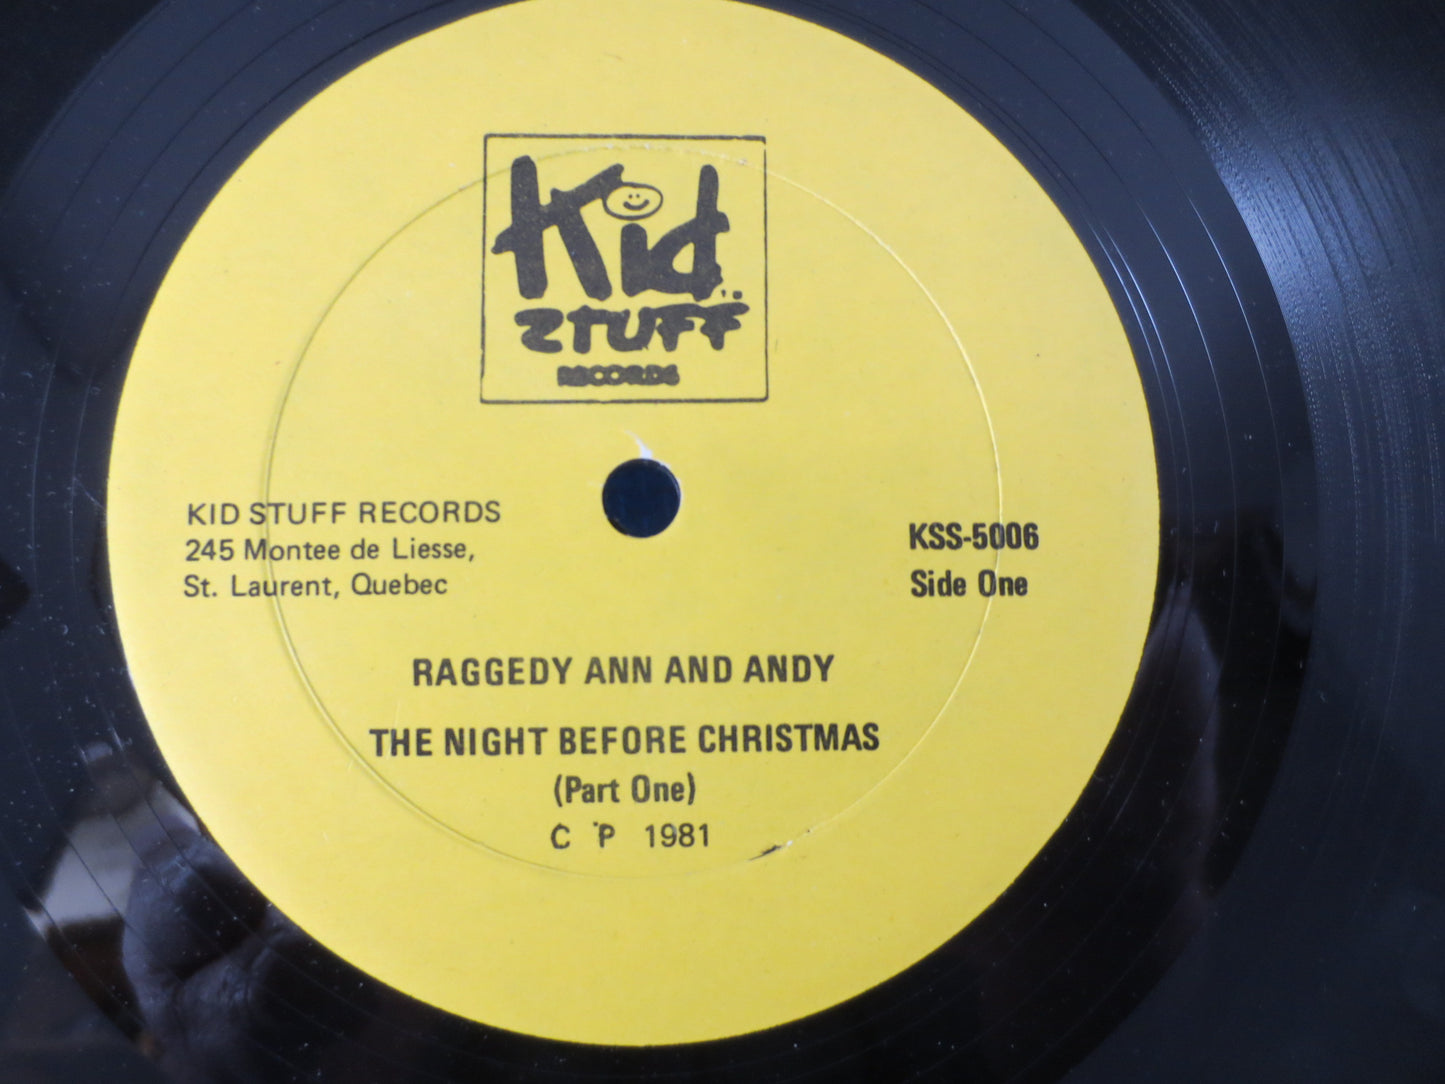 Kid
STUFF
RECORDS
KID STUFF RECORDS
245 Montee de Liesse,
St. Laurent, Quebec
KSS-5006
Side One
RAGGEDY ANN AND ANDY
THE NIGHT BEFORE CHRISTMAS
(Part One)
C P 1981